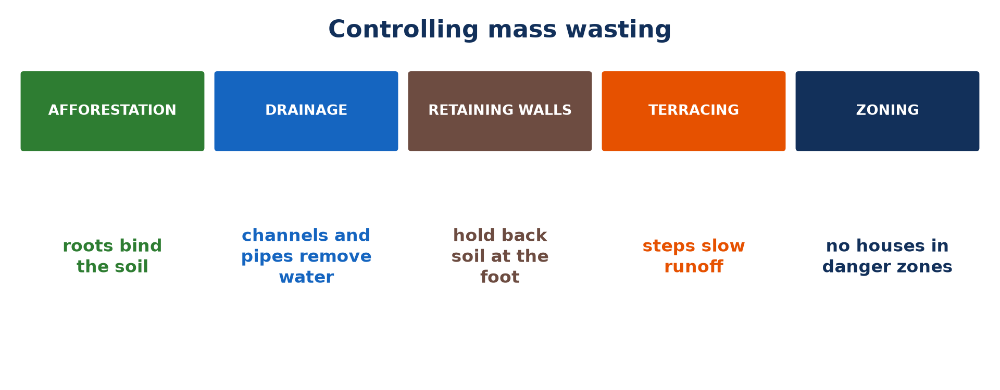 Controlling mass wasting
AFFORESTATION
DRAINAGE
RETAINING WALLS
TERRACING
ZONING
roots bind
the soil
channels and
pipes remove
water
hold back
soil at the
foot
steps slow
runoff
no houses in
danger zones